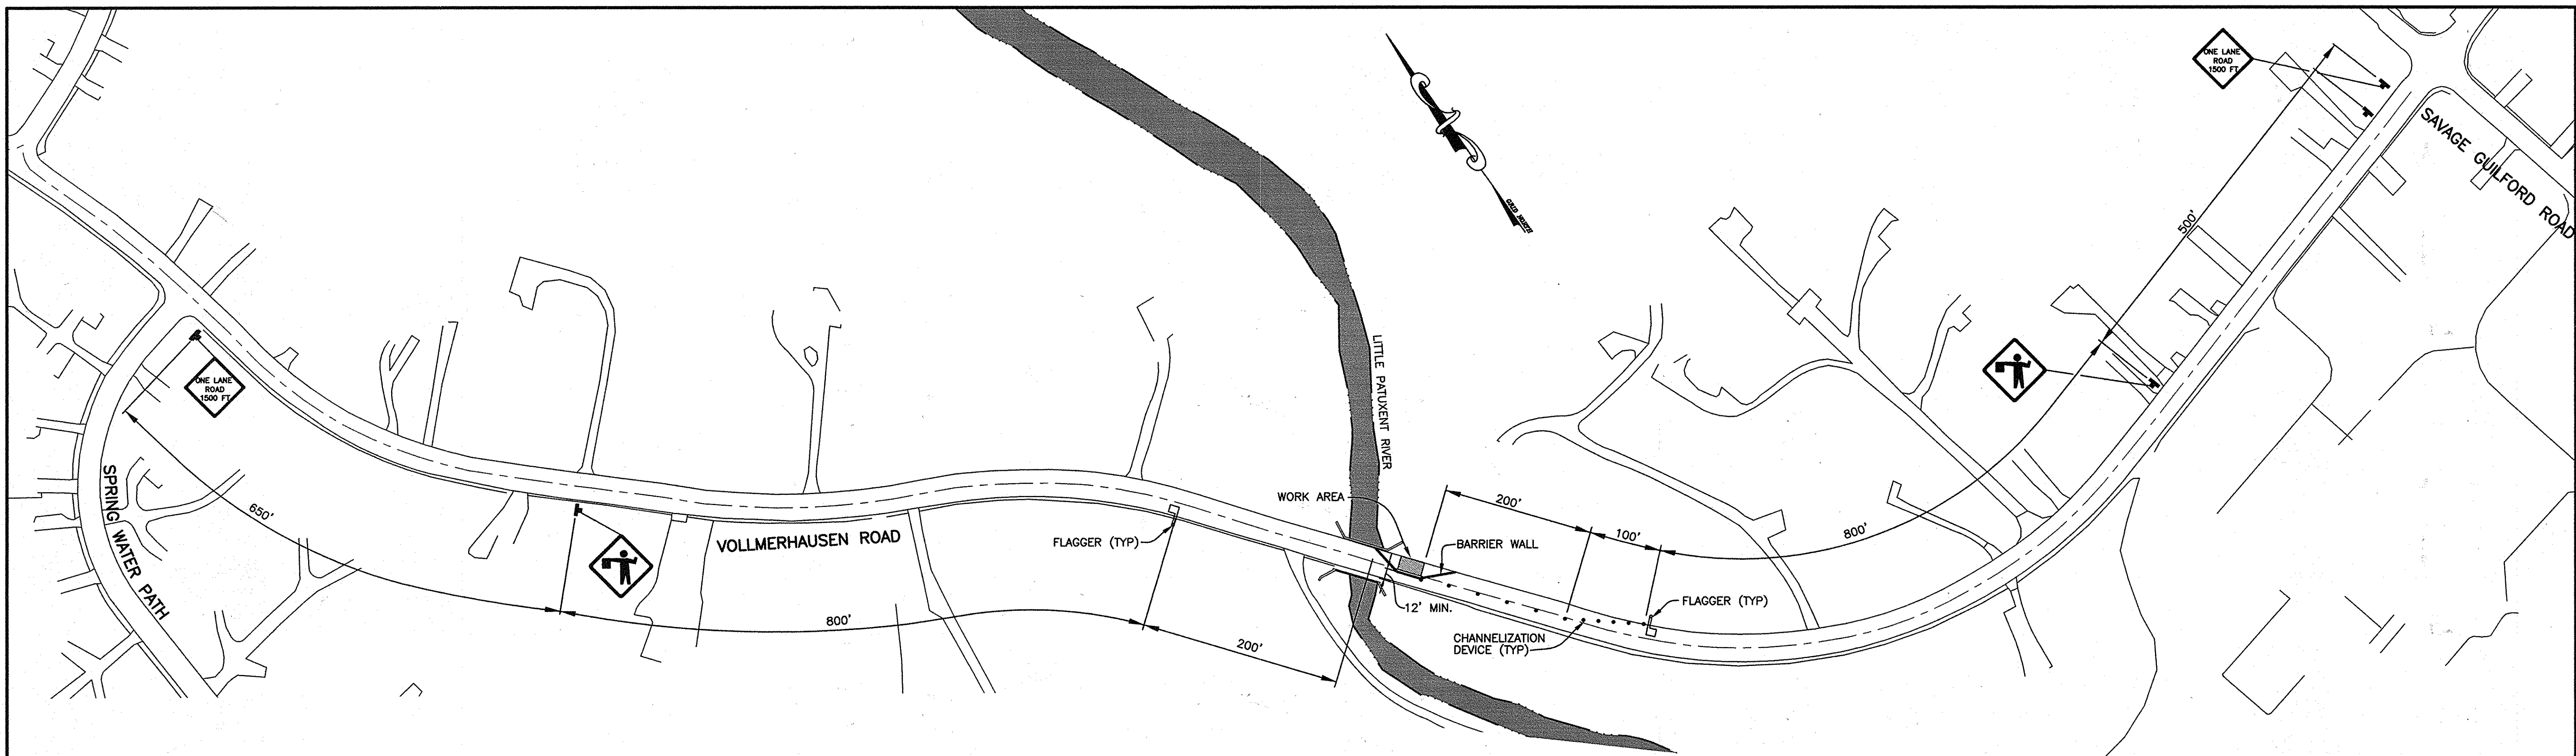 ONE LANE
ROAD
1500 FT
SAVAGE GUILFORD ROAD
GRID NORTH
500'
LITTLE PATUXENT RIVER
ONE LANE
ROAD
1500 FT
SPRING WATER PATH
650'
VOLLMERHAUSEN ROAD
800'
FLAGGER (TYP)
200'
WORK AREA
200'
100'
BARRIER WALL
12' MIN.
CHANNELIZATION
DEVICE (TYP)
FLAGGER (TYP)
800'